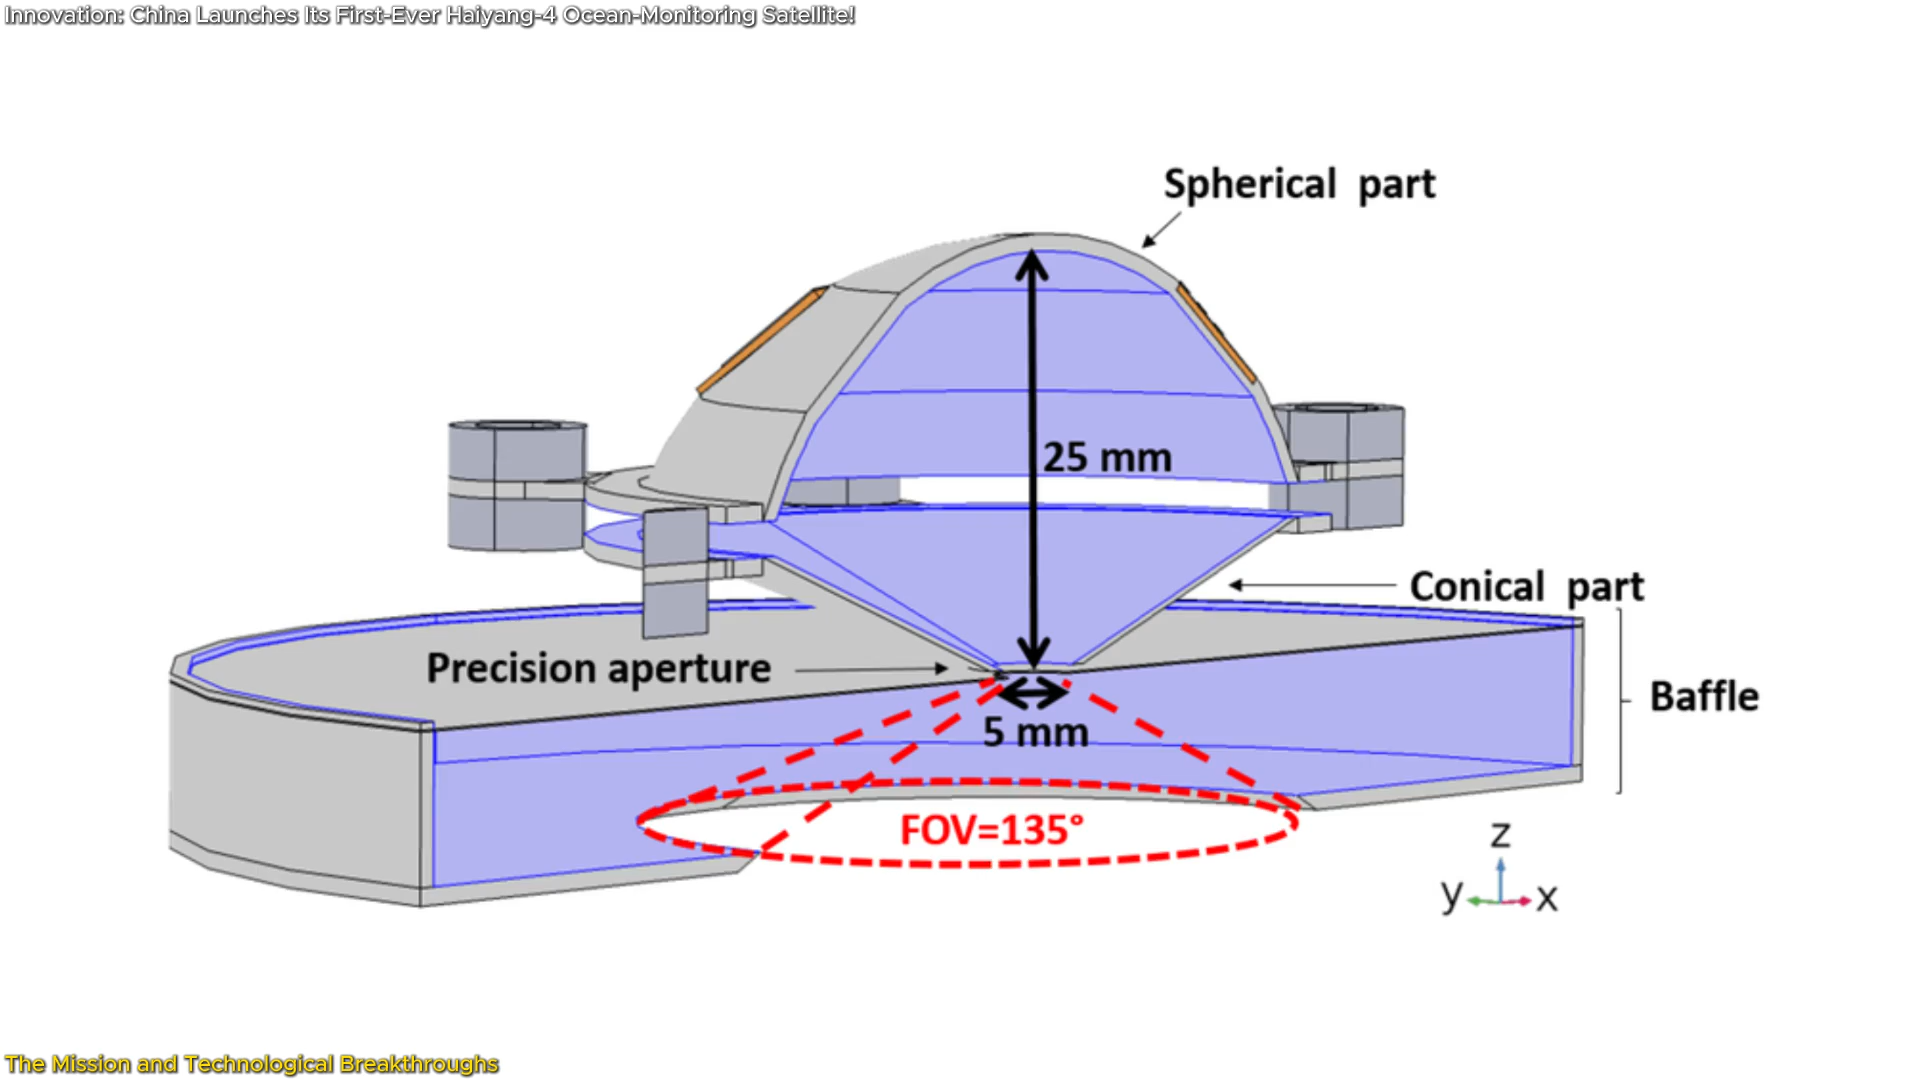 Innovation: China Launches Its First-Ever Haiyang-4 Ocean-Monitoring Satellite!
Spherical part
25 mm
Conical part
Precision aperture
Baffle
5 mm
FOV=135°
z
y
x
The Mission and Technological Breakthroughs